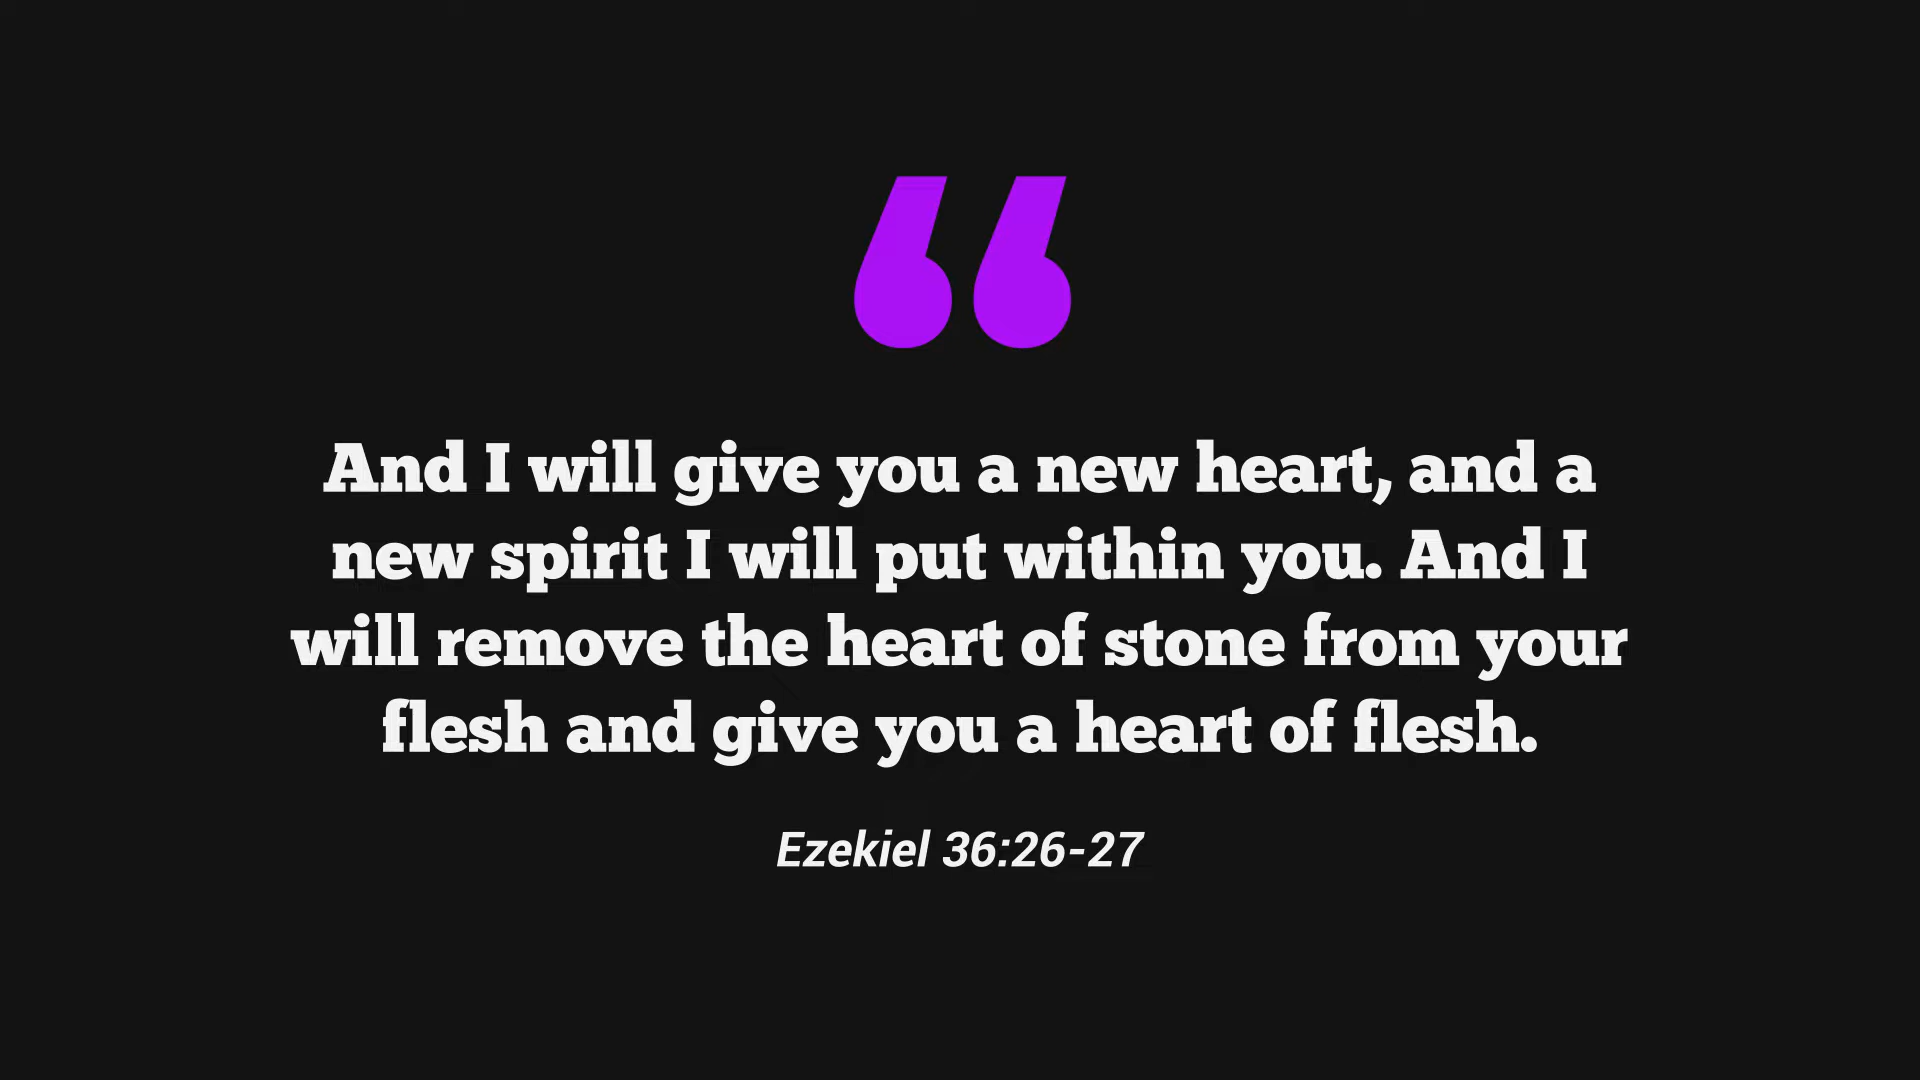 “
And I will give you a new heart, and a
new spirit I will put within you. And I
will remove the heart of stone from your
flesh and give you a heart of flesh.
Ezekiel 36:26-27